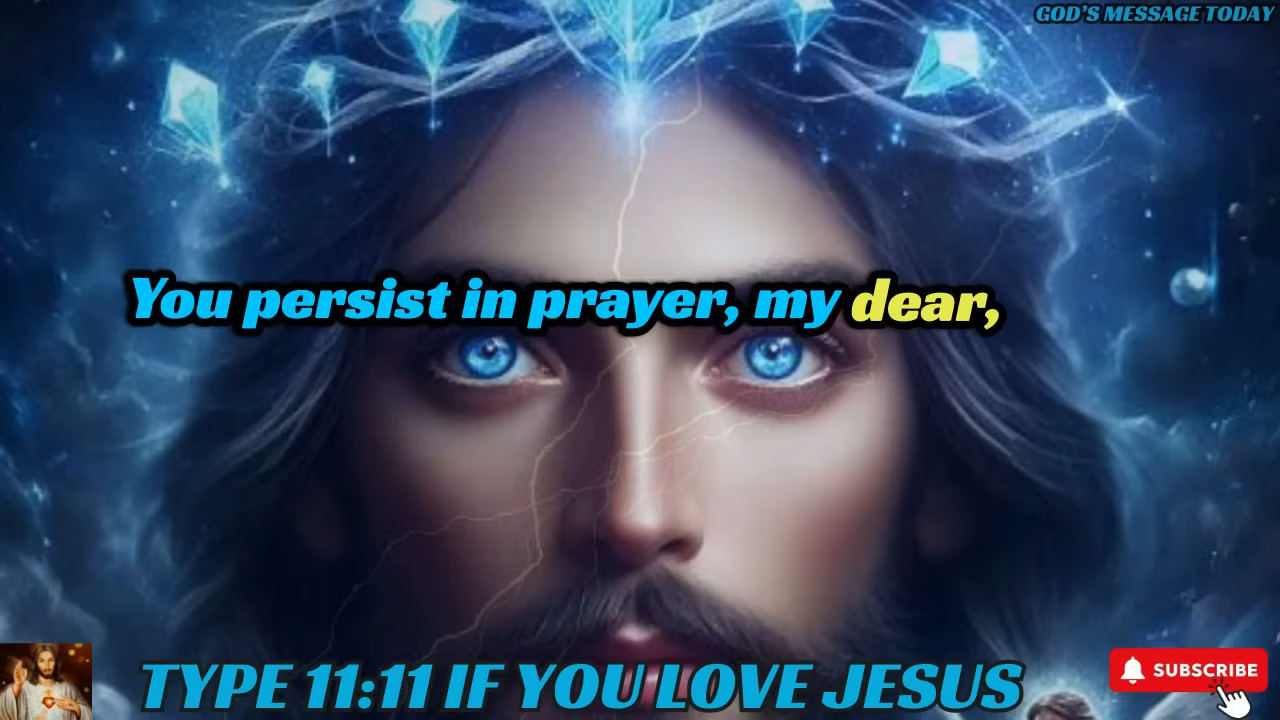 GOD'S MESSAGE TODAY
You persist in prayer, my dear,
TYPE 11:11 IF YOU LOVE JESUS
SUBSCRIBE